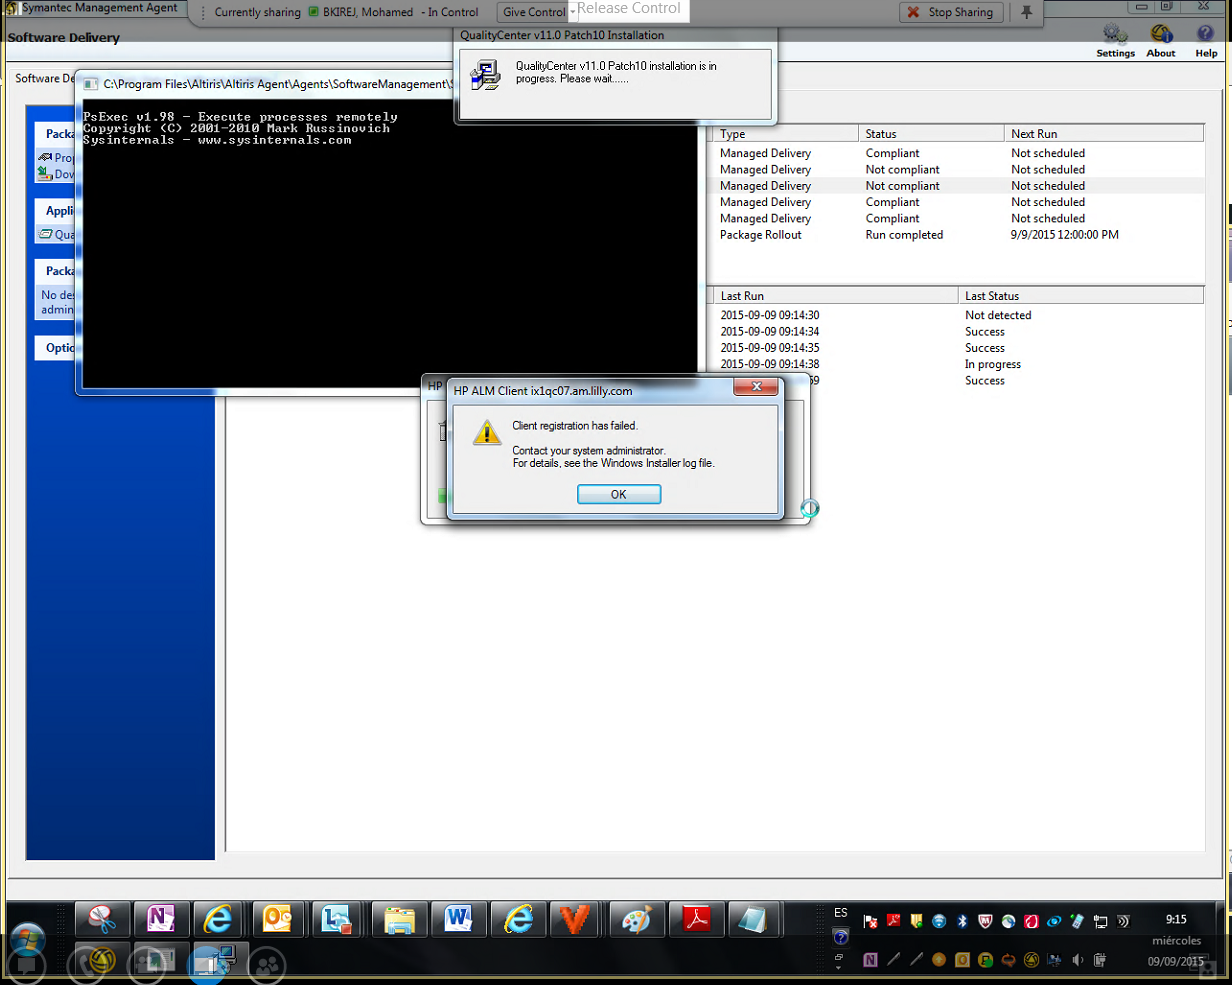 Symantec Management Agent
Currently sharing BKIREJ, Mohamed - In Control
Give Control
Release Control
Stop Sharing
Software Delivery
Settings
About
Help
QualityCenter v11.0 Patch10 Installation
QualityCenter v11.0 Patch10 installation is in
progress. Please wait......
Software De
C:\Program Files\Altiris\Altiris Agent\Agents\SoftwareManagement\
PsExec v1.98 - Execute processes remotely
Copyright (C) 2001-2010 Mark Russinovich
Sysinternals - www.sysinternals.com
Packa
Pro
Dov
Appli
Qua
Packa
No des
admin
Optio
Type Status Next Run
Managed Delivery Compliant Not scheduled
Managed Delivery Not compliant Not scheduled
Managed Delivery Not compliant Not scheduled
Managed Delivery Compliant Not scheduled
Managed Delivery Compliant Not scheduled
Package Rollout Run completed 9/9/2015 12:00:00 PM
Last Run Last Status
2015-09-09 09:14:30 Not detected
2015-09-09 09:14:34 Success
2015-09-09 09:14:35 Success
2015-09-09 09:14:38 In progress
59 Success
HP
HP ALM Client ix1qc07.am.lilly.com
Client registration has failed.
Contact your system administrator.
For details, see the Windows Installer log file.
OK
ES
9:15
miércoles
09/09/2015